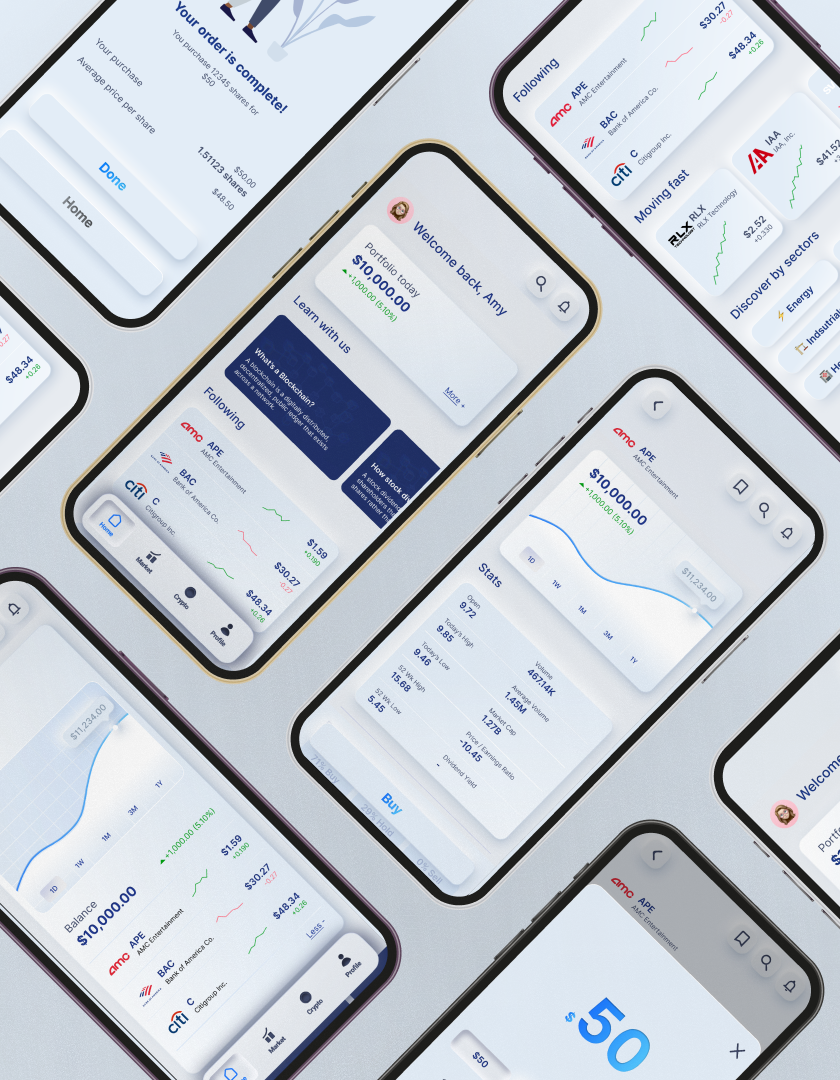 Your order is complete!
You purchase 12345 shares for
$50
Your purchase
$50.00
Average price per share
1.51123 shares
$48.50
Done
Home
Following
amc
APE
AMC Entertainment
$30.27
-0.27
BAC
Bank of America Co.
$48.34
+0.26
citi
C
Citigroup Inc.
Moving fast
RLX
TECHNOLOGY
RLX
RLX Technology
$2.52
+0.330
IAA
IAA, Inc.
$41.52
Discover by sectors
Energy
Indsutrial
He
$48.34
+0.26
Welcome back, Amy
Portfolio today
$10,000.00
+1,000.00 (5.10%)
More +
Learn with us
What's a Blockchain?
A blockchain is a digitally distributed,
decentralized, public ledger that exists
across a network.
How stock di
A stock dividen
shareholders th
shares rather th
Following
amc
APE
AMC Entertainment
$1.59
+0.190
BAC
Bank of America Co.
$30.27
-0.27
citi
C
Citigroup Inc.
$48.34
+0.26
Home
Market
Crypto
Profile
amc
APE
AMC Entertainment
$10,000.00
+1,000.00 (5.10%)
$11,234.00
1D
1W
1M
3M
1Y
Stats
Open
9.72
Today's High
9.85
Today's Low
9.46
52 Wk High
15.68
52 Wk Low
5.45
Volume
467.14K
Average Volume
1.45M
Market Cap
1.27B
Price / Earnings Ratio
-10.45
Dividend Yield
-
Buy
71% Buy
29% Hold
0% Sell
$11,234.00
1D
1W
1M
3M
1Y
Balance
$10,000.00
+1,000.00 (5.10%)
amc
APE
AMC Entertainment
$1.59
+0.190
BAC
Bank of America Co.
$30.27
-0.27
citi
C
Citigroup Inc.
$48.34
+0.26
Less -
Market
Crypto
Profile
Welcome
Portfo
amc
APE
AMC Entertainment
$50
$50